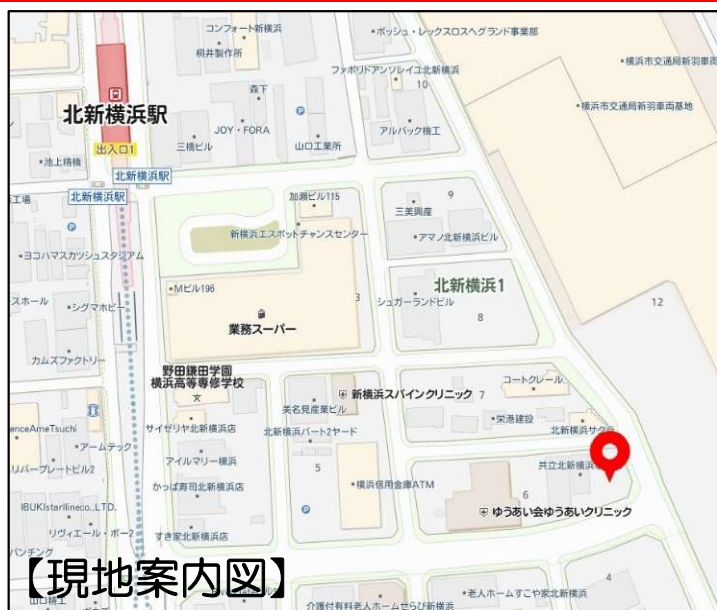 コンフォート新横浜
桐井製作所
ボッシュ・レックスロスヘグランド事業部
横浜市交通局新羽車両
ファボリドアンソレイユ北新横浜
10
北新横浜駅
森下
横浜市交通局新羽車両基地
JOY・FORA
山口工業所
アルバック機工
出入口1
三橋ビル
池上精機
北新横浜駅
北新横浜駅
工場
加瀬ビル115
9
三美興産
新横浜エスポットチャンスセンター
アマノ北新横浜ビル
ヨコハマスカッシュスタジアム
北新横浜1
Mビル196
3
シュガーランドビル
12
スホール
シグマホビー
8
業務スーパー
カムズファクトリー
野田鎌田学園
横浜高等専修学校
コートクレール
新横浜スパインクリニック
7
美名見産業ビル
栄港建設
サイゼリヤ北新横浜店
北新横浜パート2ヤード
北新横浜サクラ
enceAmeTsuchi
アームテック
アイルマリー横浜
共立北新横浜
リバープレートビル2
5
かっぱ寿司北新横浜店
横浜信用金庫ATM
6
IBUKIstarlineco.,LTD.
ゆうあい会ゆうあいクリニック
リヴィエール・ポー2
すき家北新横浜店
パンチング
【現地案内図】
4
山口精工
介護付有料老人ホームせらび新横浜
老人ホームすこや家北新横浜